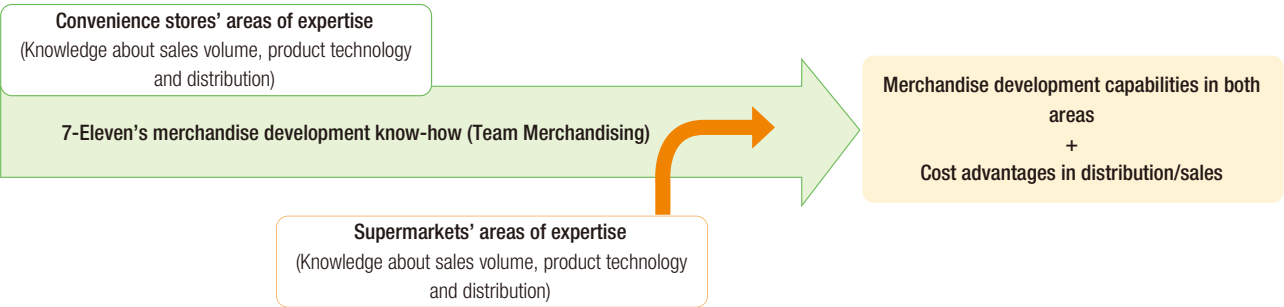 Convenience stores’ areas of expertise
(Knowledge about sales volume, product technology
and distribution)
7-Eleven’s merchandise development know-how (Team Merchandising)
Supermarkets’ areas of expertise
(Knowledge about sales volume, product technology
and distribution)
Merchandise development capabilities in both
areas
+
Cost advantages in distribution/sales